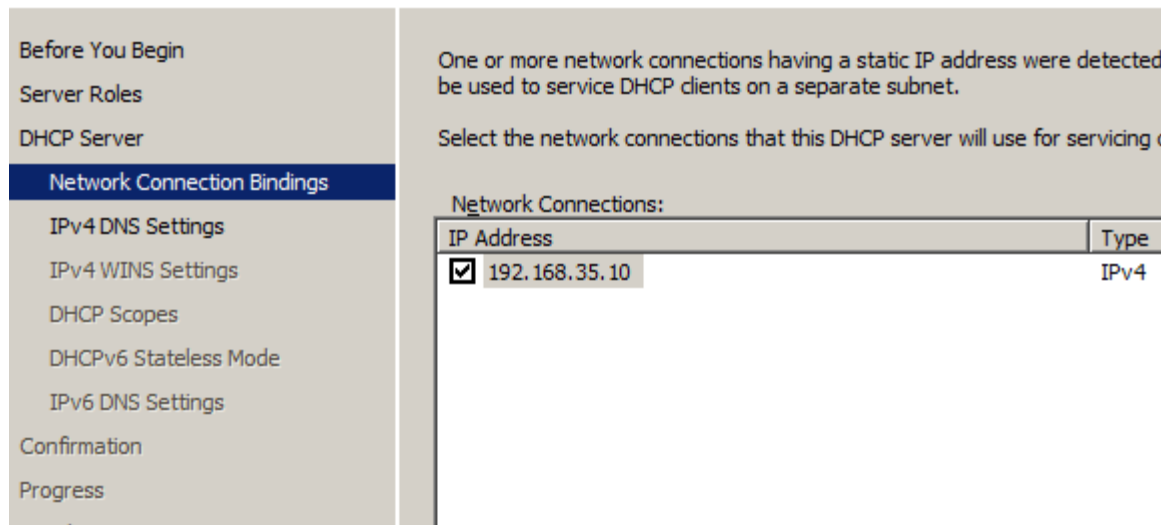 Before You Begin
Server Roles
DHCP Server
Network Connection Bindings
IPv4 DNS Settings
IPv4 WINS Settings
DHCP Scopes
DHCPv6 Stateless Mode
IPv6 DNS Settings
Confirmation
Progress
One or more network connections having a static IP address were detected
be used to service DHCP clients on a separate subnet.
Select the network connections that this DHCP server will use for servicing
Network Connections:
IP Address Type
192.168.35.10 IPv4